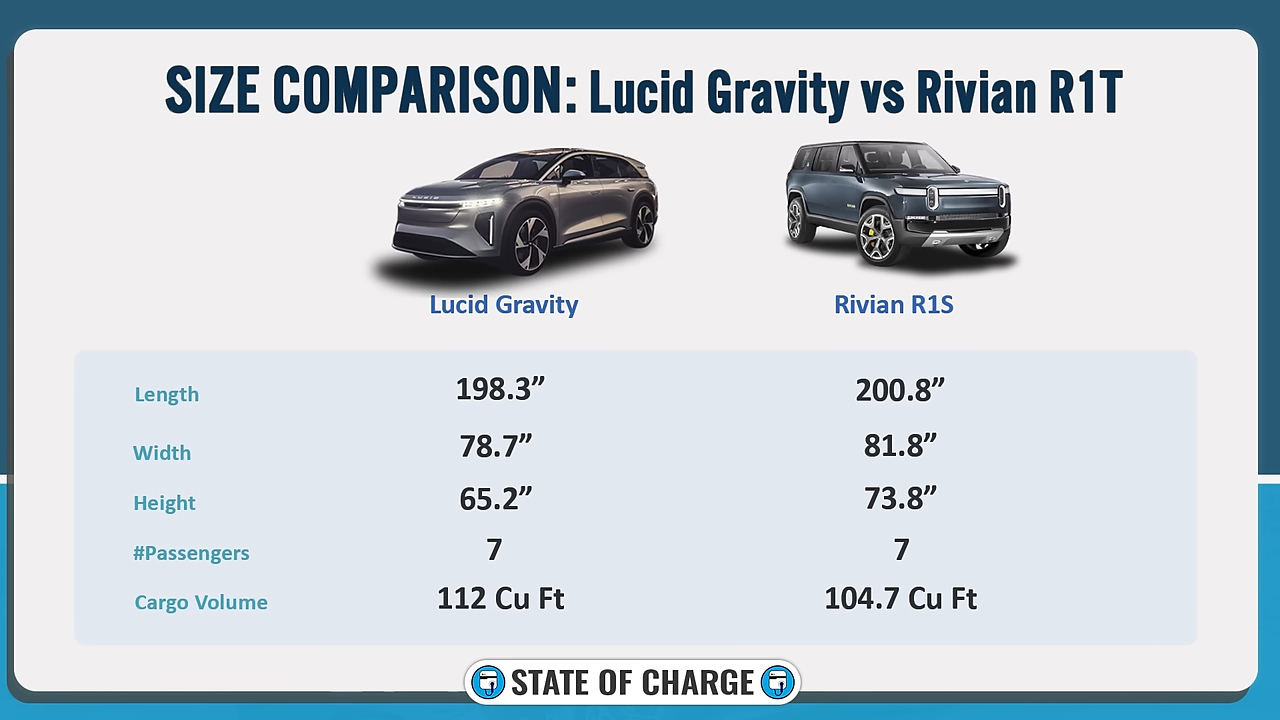 SIZE COMPARISON: Lucid Gravity vs Rivian R1T
Lucid Gravity
Rivian R1S
Length 198.3” 200.8”
Width 78.7” 81.8”
Height 65.2” 73.8”
#Passengers 7 7
Cargo Volume 112 Cu Ft 104.7 Cu Ft
STATE OF CHARGE